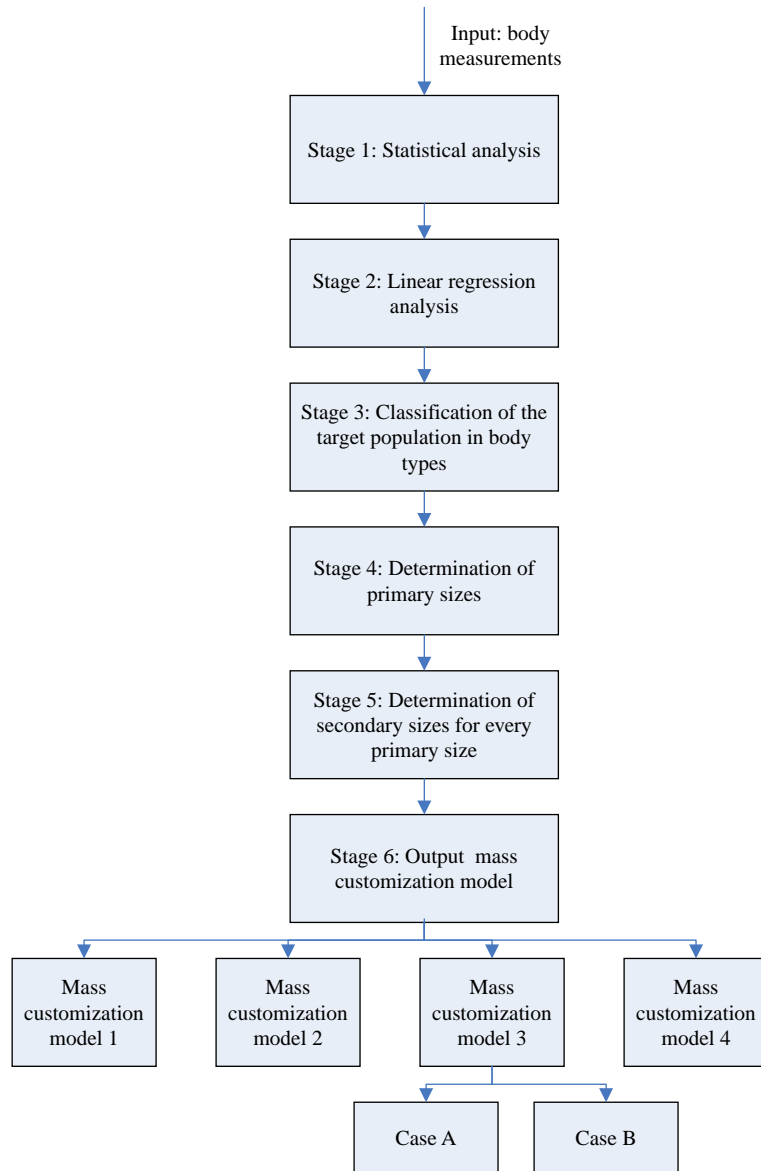 Input: body
measurements
Stage 1: Statistical analysis
Stage 2: Linear regression
analysis
Stage 3: Classification of the
target population in body
types
Stage 4: Determination of
primary sizes
Stage 5: Determination of
secondary sizes for every
primary size
Stage 6: Output  mass
customization model
Mass
customization
model 1
Mass
customization
model 2
Mass
customization
model 3
Mass
customization
model 4
Case A
Case B